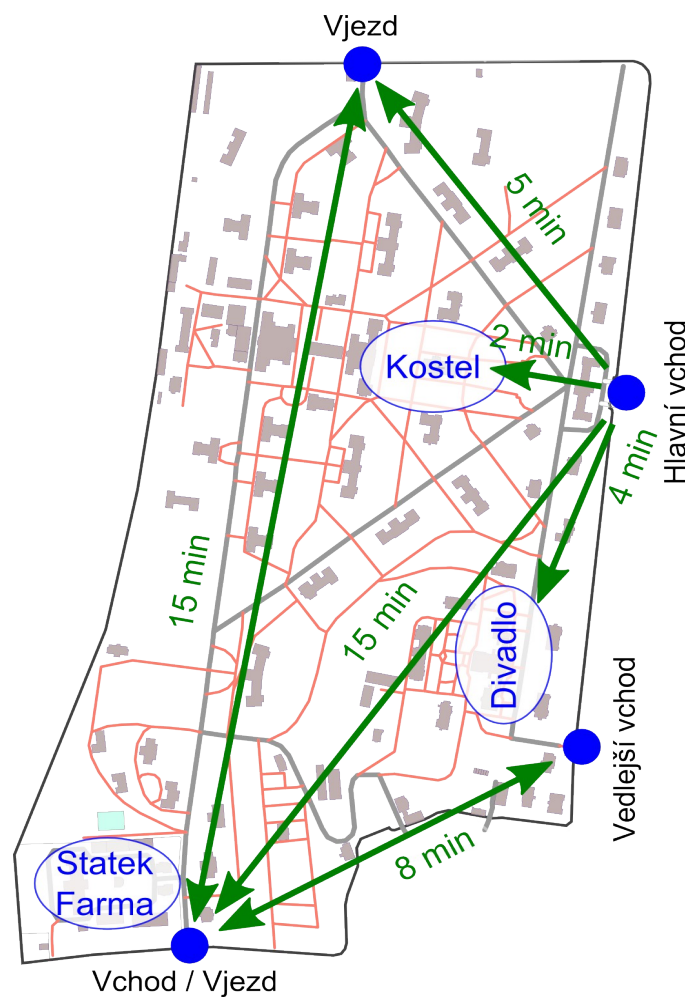 Vjezd
5 min
2 min
Kostel
Hlavní vchod
4 min
15 min
15 min
Divadlo
Vedlejší vchod
8 min
Statek
Farma
Vchod / Vjezd